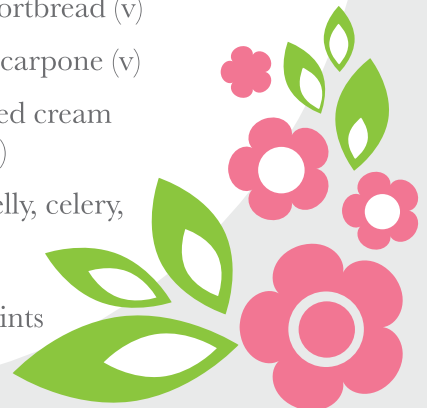 ortbread (v)
carpone (v)
ed cream
)
elly, celery,
ints